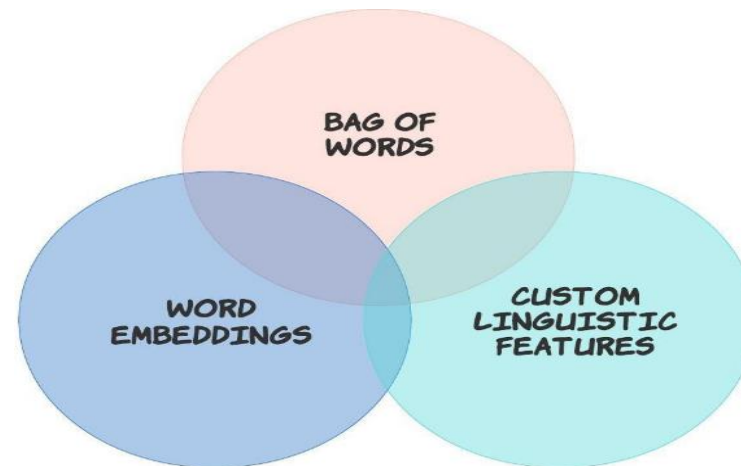 BAG OF
WORDS
WORD
EMBEDDINGS
CUSTOM
LINGUISTIC
FEATURES